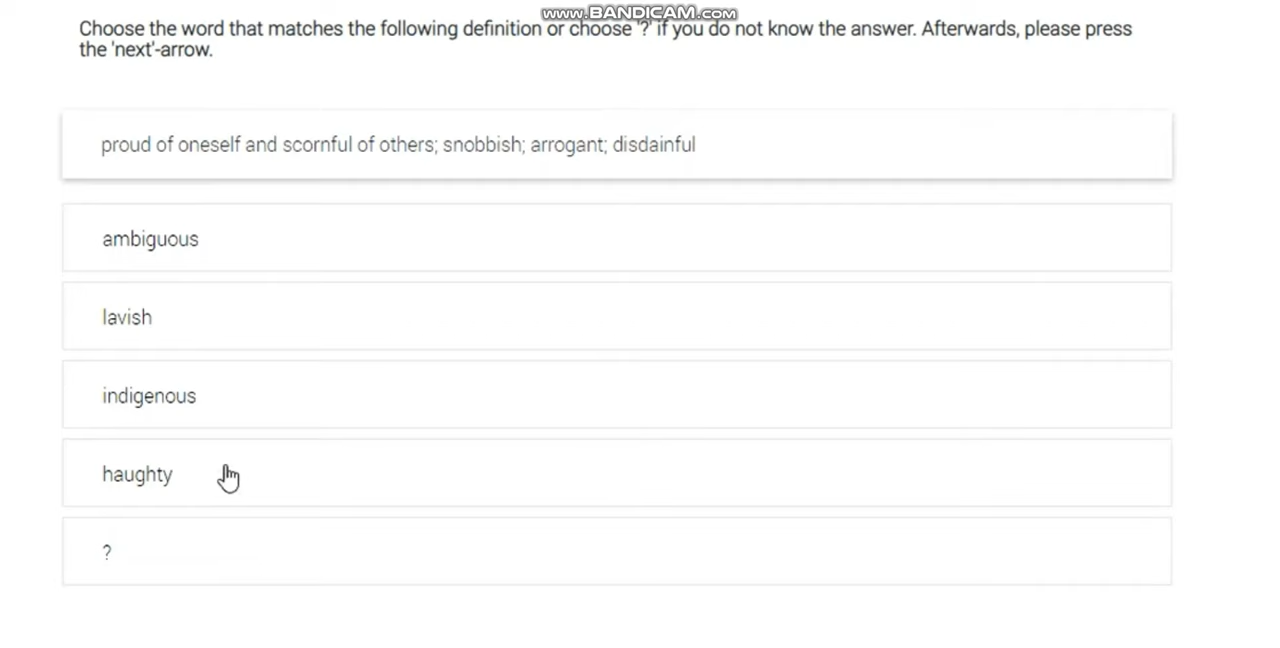 www.BANDICAM.com
Choose the word that matches the following definition or choose '?' if you do not know the answer. Afterwards, please press
the 'next'-arrow.
proud of oneself and scornful of others; snobbish; arrogant; disdainful
ambiguous
lavish
indigenous
haughty
?